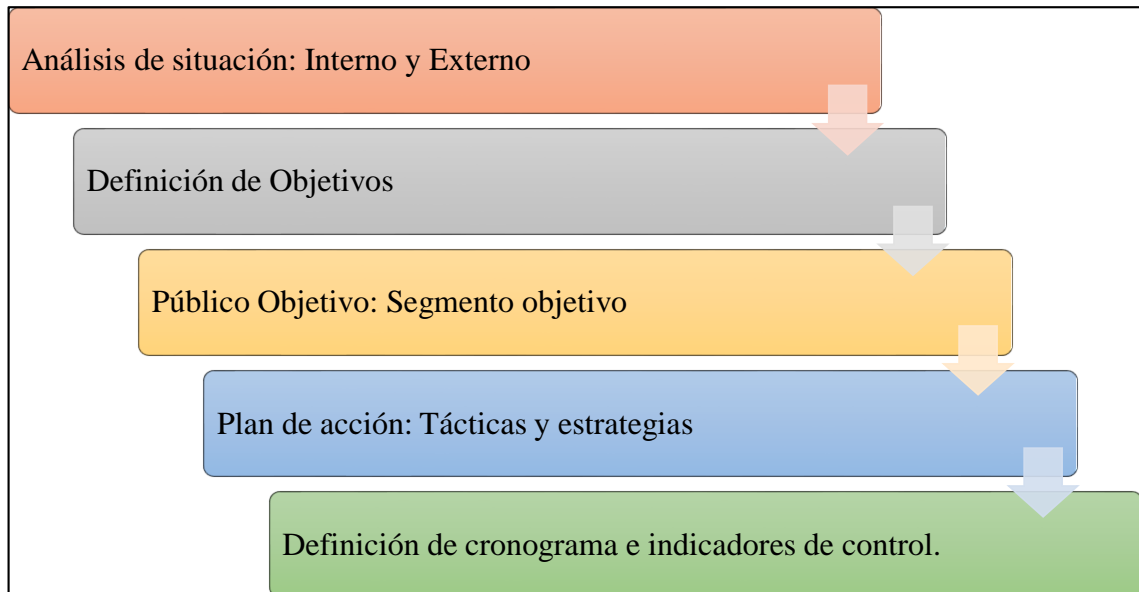 Análisis de situación: Interno y Externo
Definición de Objetivos
Público Objetivo: Segmento objetivo
Plan de acción: Tácticas y estrategias
Definición de cronograma e indicadores de control.